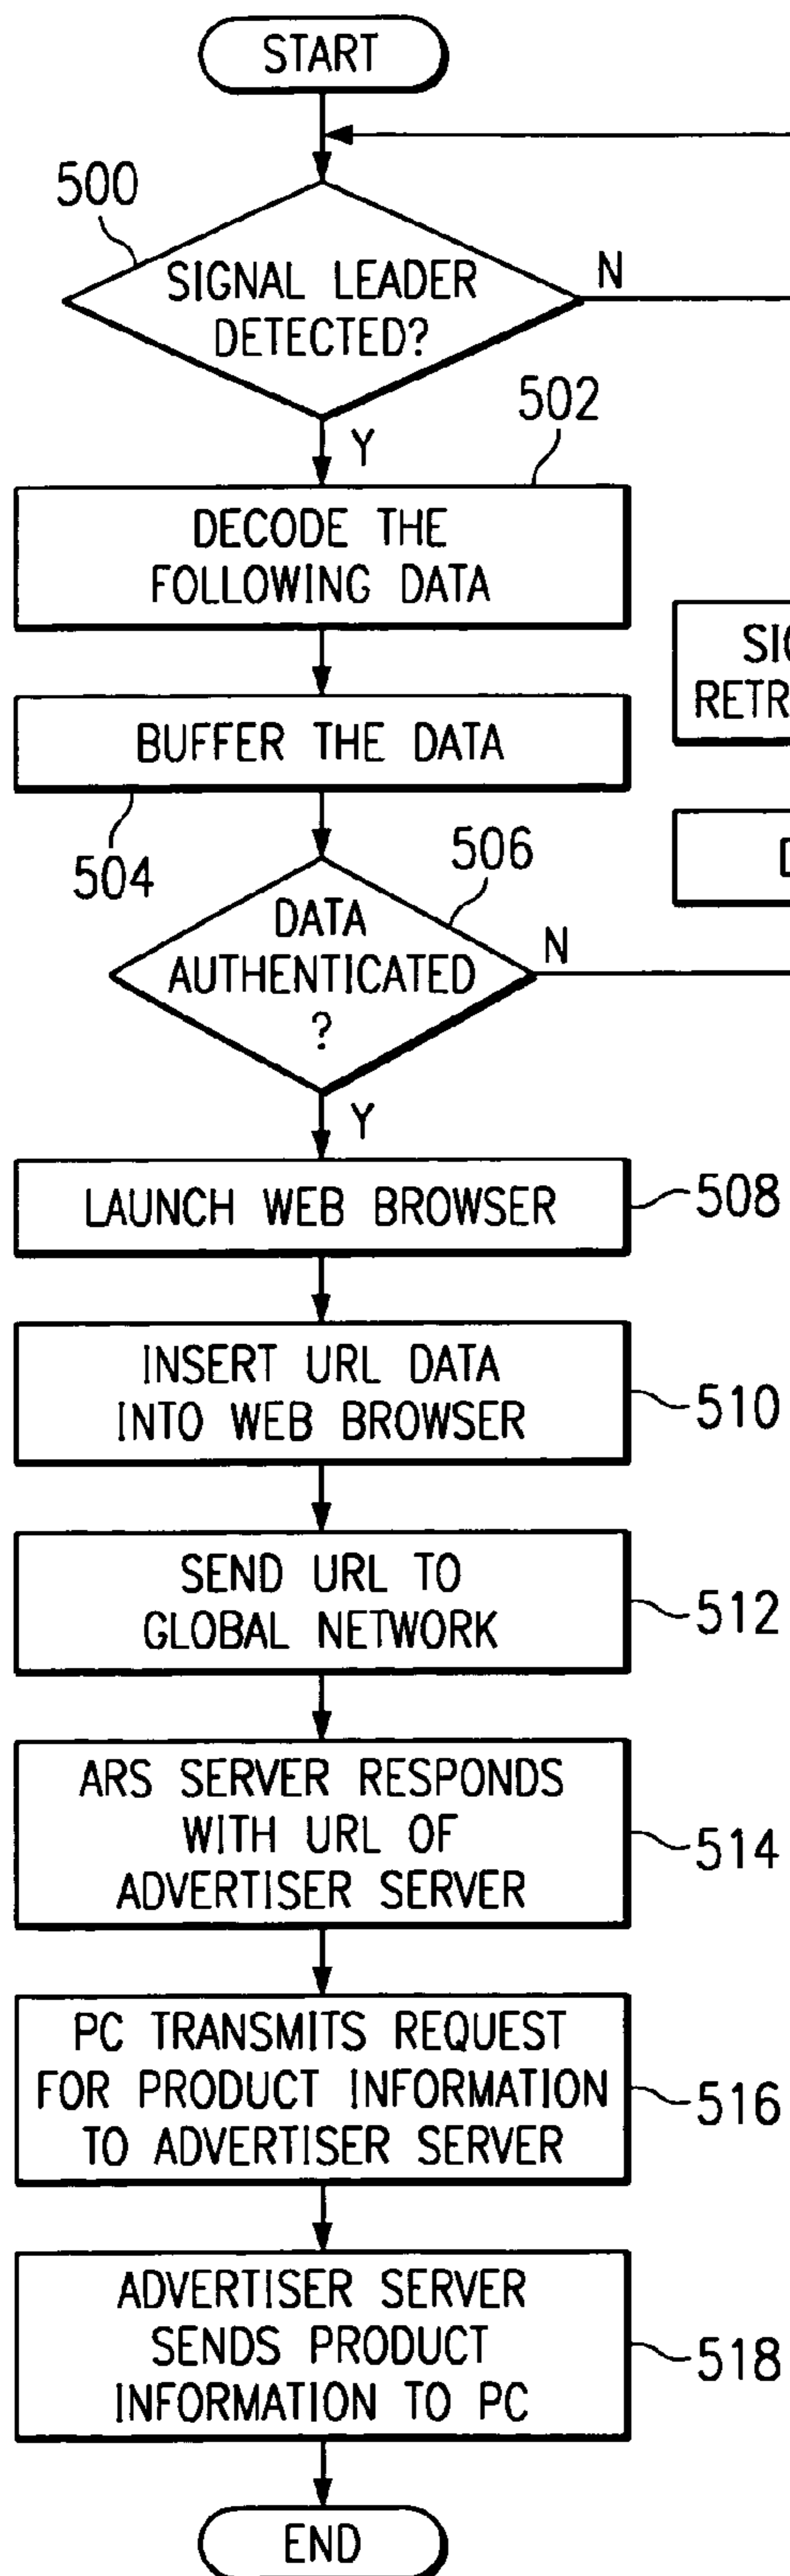 START
500
SIGNAL LEADER
DETECTED?
N
502
Y
DECODE THE
FOLLOWING DATA
BUFFER THE DATA
504
506
DATA
AUTHENTICATED
?
N
Y
LAUNCH WEB BROWSER
508
INSERT URL DATA
INTO WEB BROWSER
510
SEND URL TO
GLOBAL NETWORK
512
ARS SERVER RESPONDS
WITH URL OF
ADVERTISER SERVER
514
PC TRANSMITS REQUEST
FOR PRODUCT INFORMATION
TO ADVERTISER SERVER
516
ADVERTISER SERVER
SENDS PRODUCT
INFORMATION TO PC
518
END